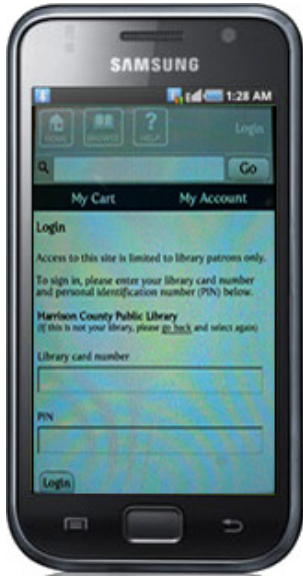 SAMSUNG
1:28 AM
HOME BROWSE HELP Login
Go
My Cart My Account
Login
Access to this site is limited to library patrons only.
To sign in, please enter your library card number
and personal identification number (PIN) below.
Harrison County Public Library
(If this is not your library, please go back and select again)
Library card number
PIN
Login